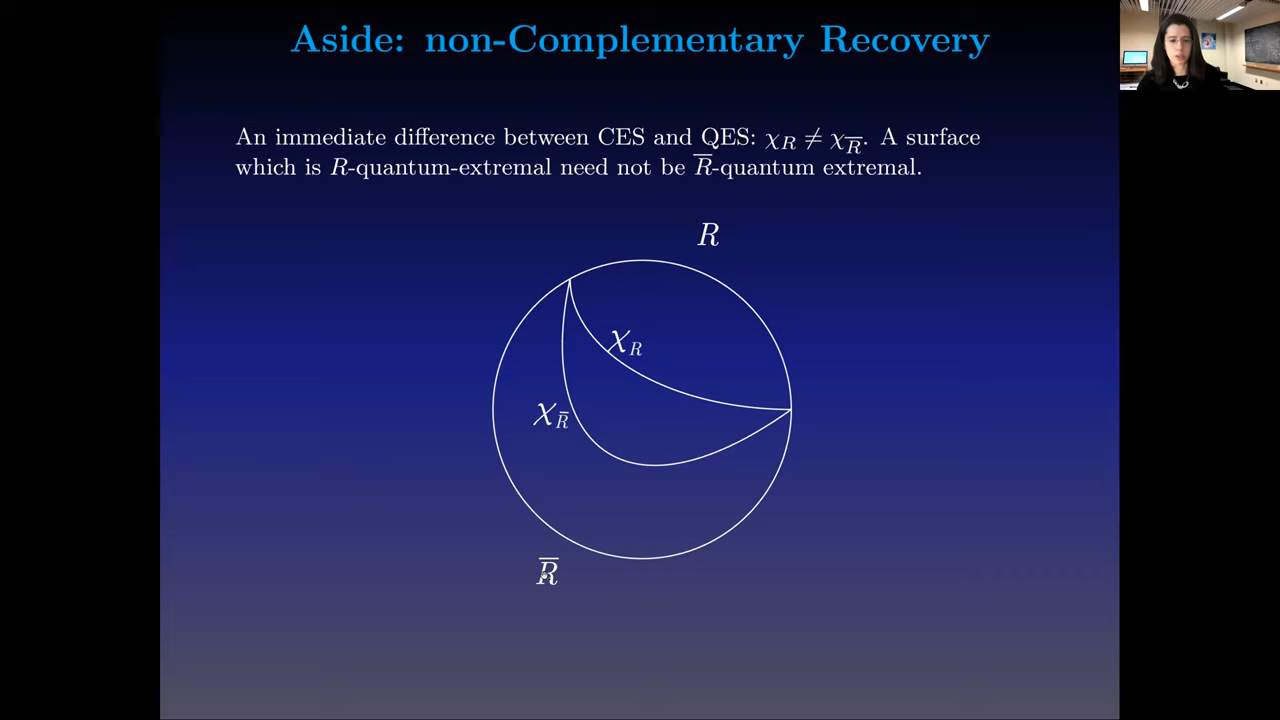 Aside: non-Complementary Recovery
An immediate difference between CES and QES: χ_R ≠ χ_R̅. A surface
which is R-quantum-extremal need not be R̅-quantum extremal.
R
χ_R
χ_R̅
R̅